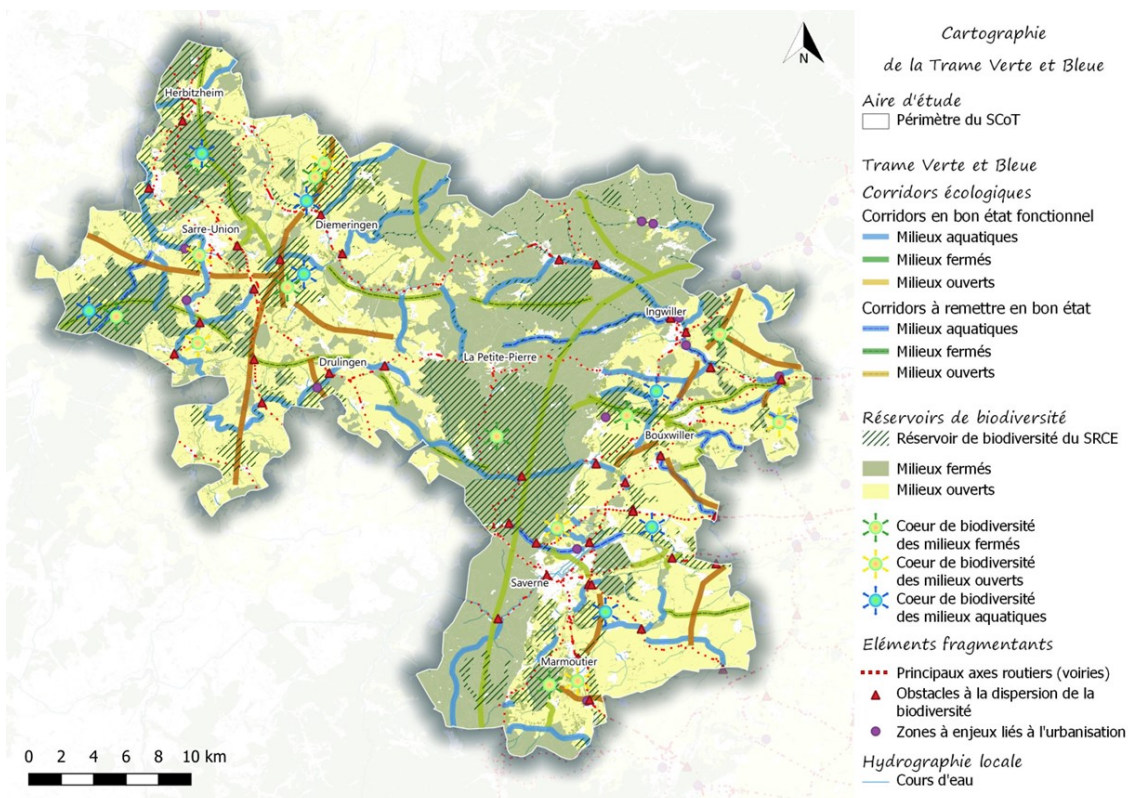 Cartographie
de la Trame Verte et Bleue
Aire d'étude
Périmètre du SCoT
Trame Verte et Bleue
Corridors écologiques
Corridors en bon état fonctionnel
Milieux aquatiques
Milieux fermés
Milieux ouverts
Corridors à remettre en bon état
Milieux aquatiques
Milieux fermés
Milieux ouverts
Réservoirs de biodiversité
Réservoir de biodiversité du SRCE
Milieux fermés
Milieux ouverts
Coeur de biodiversité
des milieux fermés
Coeur de biodiversité
des milieux ouverts
Coeur de biodiversité
des milieux aquatiques
Eléments fragmentants
Principaux axes routiers (voiries)
Obstacles à la dispersion de la
biodiversité
Zones à enjeux liés à l'urbanisation
Hydrographie locale
Cours d'eau
N
Herbitzheim
Sarre-Union
Diemeringen
Ingwiller
La Petite-Pierre
Drulingen
Bouxwiller
Saverne
Marmoutier
0 2 4 6 8 10 km